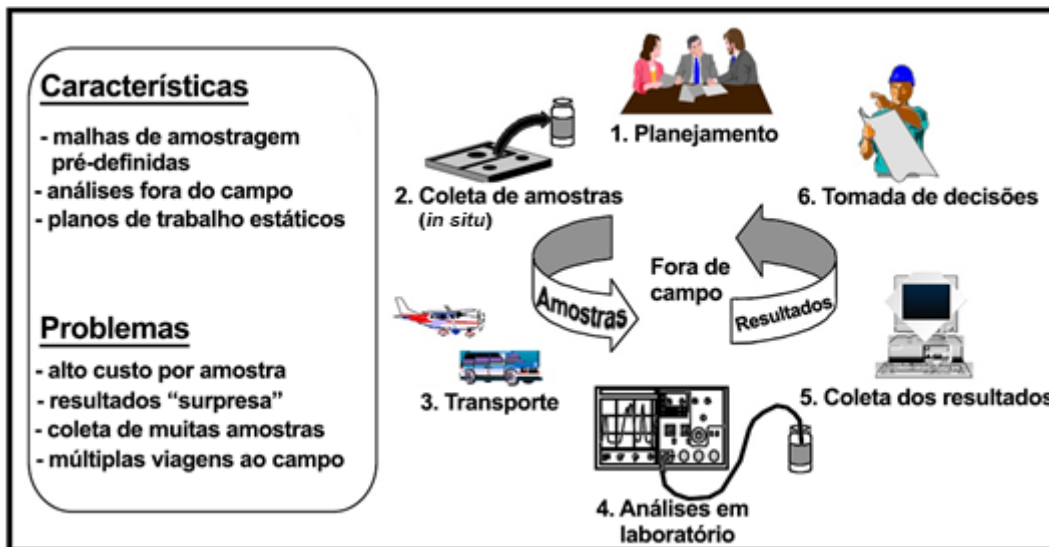 Características
- malhas de amostragem
pré-definidas
- análises fora do campo
- planos de trabalho estáticos
Problemas
- alto custo por amostra
- resultados “surpresa”
- coleta de muitas amostras
- múltiplas viagens ao campo
1. Planejamento
2. Coleta de amostras
(in situ)
3. Transporte
4. Análises em
laboratório
5. Coleta dos resultados
6. Tomada de decisões
Fora de
campo
Amostras
Resultados